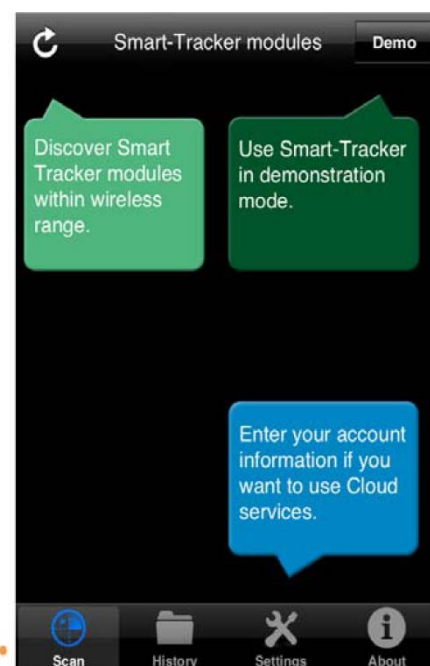 Smart-Tracker modules
Demo
Discover Smart
Tracker modules
within wireless
range.
Use Smart-Tracker
in demonstration
mode.
Enter your account
information if you
want to use Cloud
services.
Scan
History
Settings
About